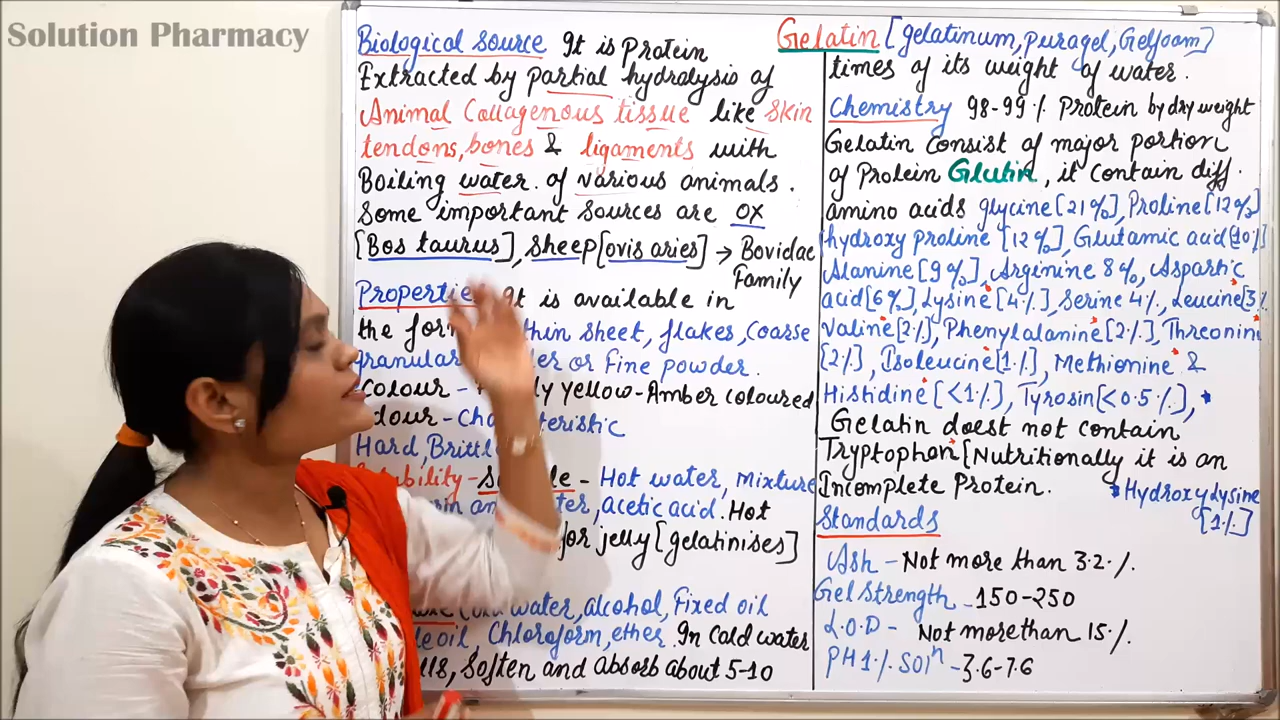 Solution Pharmacy
Gelatin [gelatinum, puragel, Gelfoam]
Biological source It is Protein
Extracted by partial hydrolysis of
Animal Collagenous tissue like Skin
tendons, bones & ligaments with
Boiling water. of various animals.
Some important sources are ox
[Bos taurus], sheep [ovis aries] → Bovidae
Family
It is available in
the thin sheet, flakes, Coarse
granular or Fine powder.
Colour - yellow-Amber coloured
Hard,
Hot water, Mixture
acetic acid. Hot
for jelly [gelatinises]
water, alcohol, Fixed oil
oil, Chloroform, ether. In Cold water
Soften and Absorb about 5-10
times of its weight of water.
Chemistry 98-99 % Protein by dry weight
Gelatin consist of major portion
of Protein Glutin, it contain diff.
amino acids glycine [21%], Proline [12%]
hydroxy proline [12%], Glutamic acid [10%]
Alanine [9%], Arginine 8%, Aspartic
acid [6%], Lysine [4%], Serine 4%, Leucine [3%
Valine [2%], Phenylalanine [2%], Threonine
[2%], Isoleucine [1%], Methionine &
Histidine [<1%], Tyrosin [<0.5%],
Gelatin doest not contain
Tryptophan [Nutritionally it is an
Incomplete Protein.
Hydroxylysine
[1%]
Standards
Ash - Not more than 3.2.%.
Gel Strength - 150-250
L.O.D - Not more than 15%.
PH 1% Solⁿ - 3.6-7.6